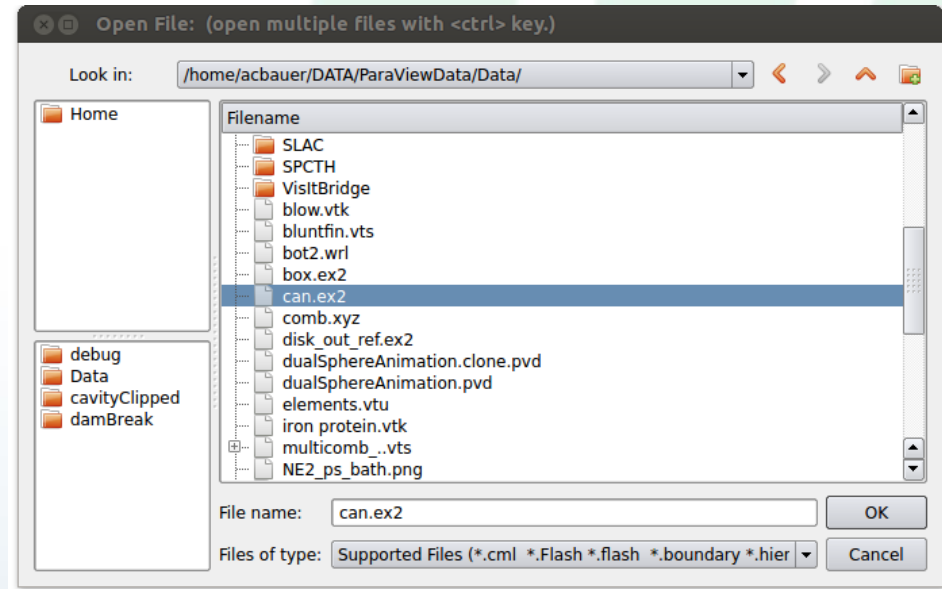 Open File: (open multiple files with <ctrl> key.)
Look in: /home/acbauer/DATA/ParaViewData/Data/
Home
debug
Data
cavityClipped
damBreak
Filename
SLAC
SPCTH
VisItBridge
blow.vtk
bluntfin.vts
bot2.wrl
box.ex2
can.ex2
comb.xyz
disk_out_ref.ex2
dualSphereAnimation.clone.pvd
dualSphereAnimation.pvd
elements.vtu
iron protein.vtk
multicomb_..vts
NE2_ps_bath.png
File name: can.ex2 OK
Files of type: Supported Files (*.cml *.Flash *.flash *.boundary *.hier Cancel